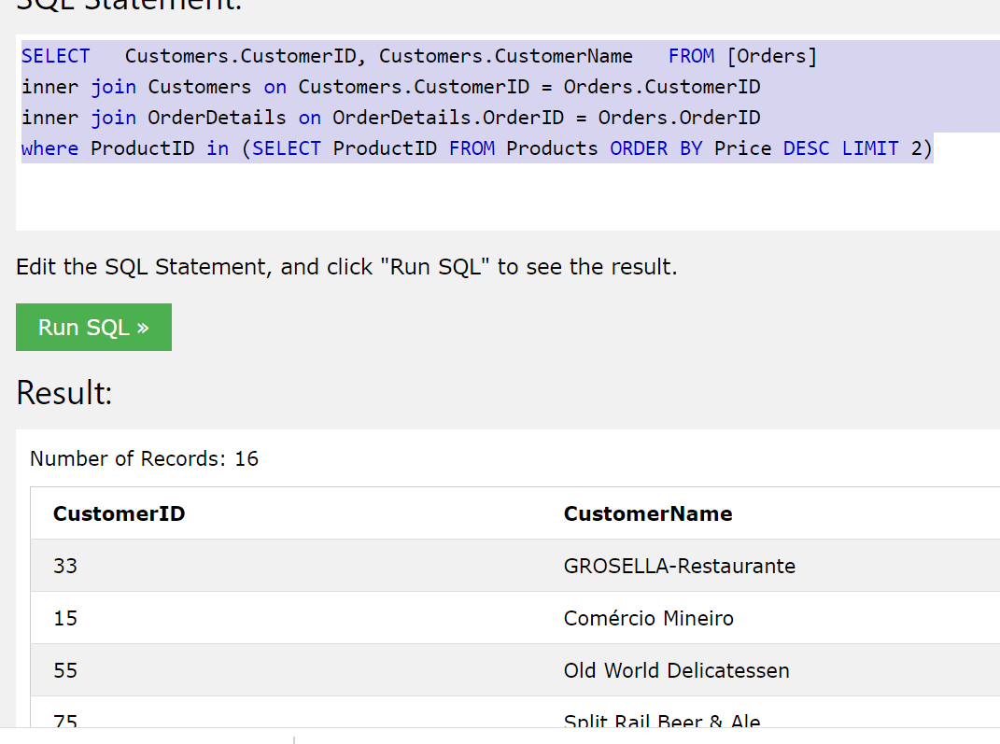 SQL Statement:
SELECT   Customers.CustomerID, Customers.CustomerName   FROM [Orders]
inner join Customers on Customers.CustomerID = Orders.CustomerID
inner join OrderDetails on OrderDetails.OrderID = Orders.OrderID
where ProductID in (SELECT ProductID FROM Products ORDER BY Price DESC LIMIT 2)
Edit the SQL Statement, and click "Run SQL" to see the result.
Run SQL »
Result:
Number of Records: 16
CustomerID CustomerName
33 GROSELLA-Restaurante
15 Comércio Mineiro
55 Old World Delicatessen
75 Split Rail Beer & Ale